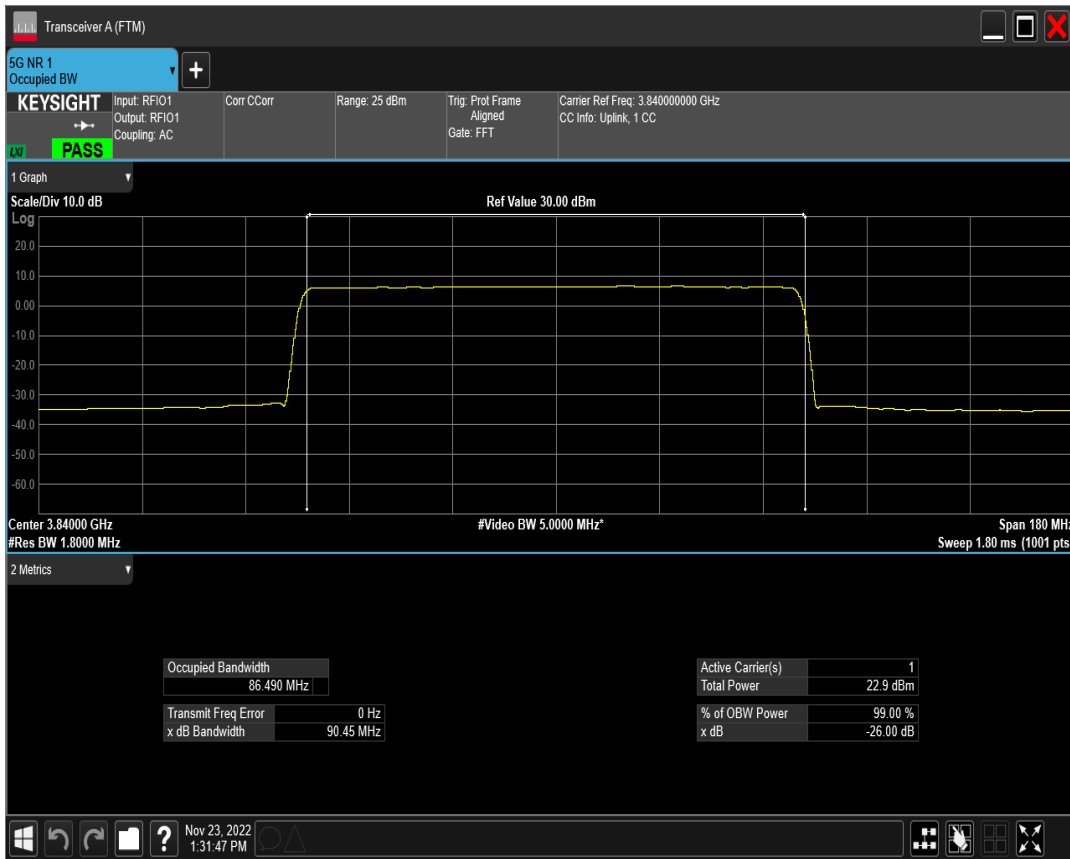 Transceiver A (FTM)
5G NR 1
Occupied BW
+
KEYSIGHT
LXI
PASS
Input: RFIO1
Output: RFIO1
Coupling: AC
Corr CCorr
Range: 25 dBm
Trig: Prot Frame
Aligned
Gate: FFT
Carrier Ref Freq: 3.840000000 GHz
CC Info: Uplink, 1 CC
1 Graph
Scale/Div 10.0 dB
Ref Value 30.00 dBm
Log
20.0
10.0
0.00
-10.0
-20.0
-30.0
-40.0
-50.0
-60.0
Center 3.84000 GHz
#Video BW 5.0000 MHz*
Span 180 MHz
#Res BW 1.8000 MHz
Sweep 1.80 ms (1001 pts
2 Metrics
Occupied Bandwidth
86.490 MHz
Transmit Freq Error 0 Hz
x dB Bandwidth 90.45 MHz
Active Carrier(s) 1
Total Power 22.9 dBm
% of OBW Power 99.00 %
x dB -26.00 dB
?
Nov 23, 2022
1:31:47 PM